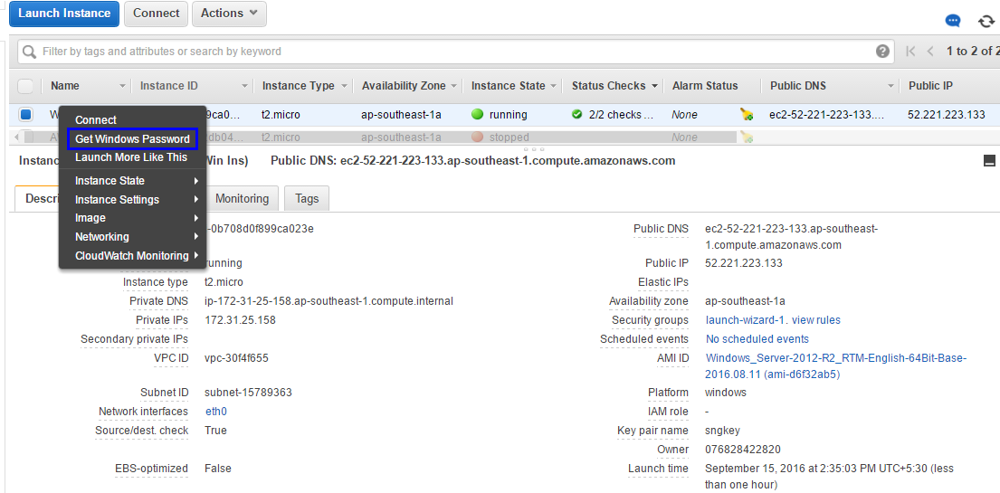 Launch Instance Connect Actions
Filter by tags and attributes or search by keyword 1 to 2 of 2
Name Instance ID Instance Type Availability Zone Instance State Status Checks Alarm Status Public DNS Public IP
W 9ca0... t2.micro ap-southeast-1a running 2/2 checks ... None ec2-52-221-223-133.... 52.221.223.133
db04... t2.micro ap-southeast-1a stopped None
Connect
Get Windows Password
Launch More Like This
Instance State
Instance Settings
Image
Networking
CloudWatch Monitoring
Instanc Win Ins) Public DNS: ec2-52-221-223-133.ap-southeast-1.compute.amazonaws.com
Descri Monitoring Tags
-0b708d0f899ca023e
running
Instance type t2.micro
Private DNS ip-172-31-25-158.ap-southeast-1.compute.internal
Private IPs 172.31.25.158
Secondary private IPs
VPC ID vpc-30f4f655
Subnet ID subnet-15789363
Network interfaces eth0
Source/dest. check True
EBS-optimized False
Public DNS ec2-52-221-223-133.ap-southeast-
1.compute.amazonaws.com
Public IP 52.221.223.133
Elastic IPs
Availability zone ap-southeast-1a
Security groups launch-wizard-1. view rules
Scheduled events No scheduled events
AMI ID Windows_Server-2012-R2_RTM-English-64Bit-Base-
2016.08.11 (ami-d6f32ab5)
Platform windows
IAM role -
Key pair name sngkey
Owner 076828422820
Launch time September 15, 2016 at 2:35:03 PM UTC+5:30 (less
than one hour)